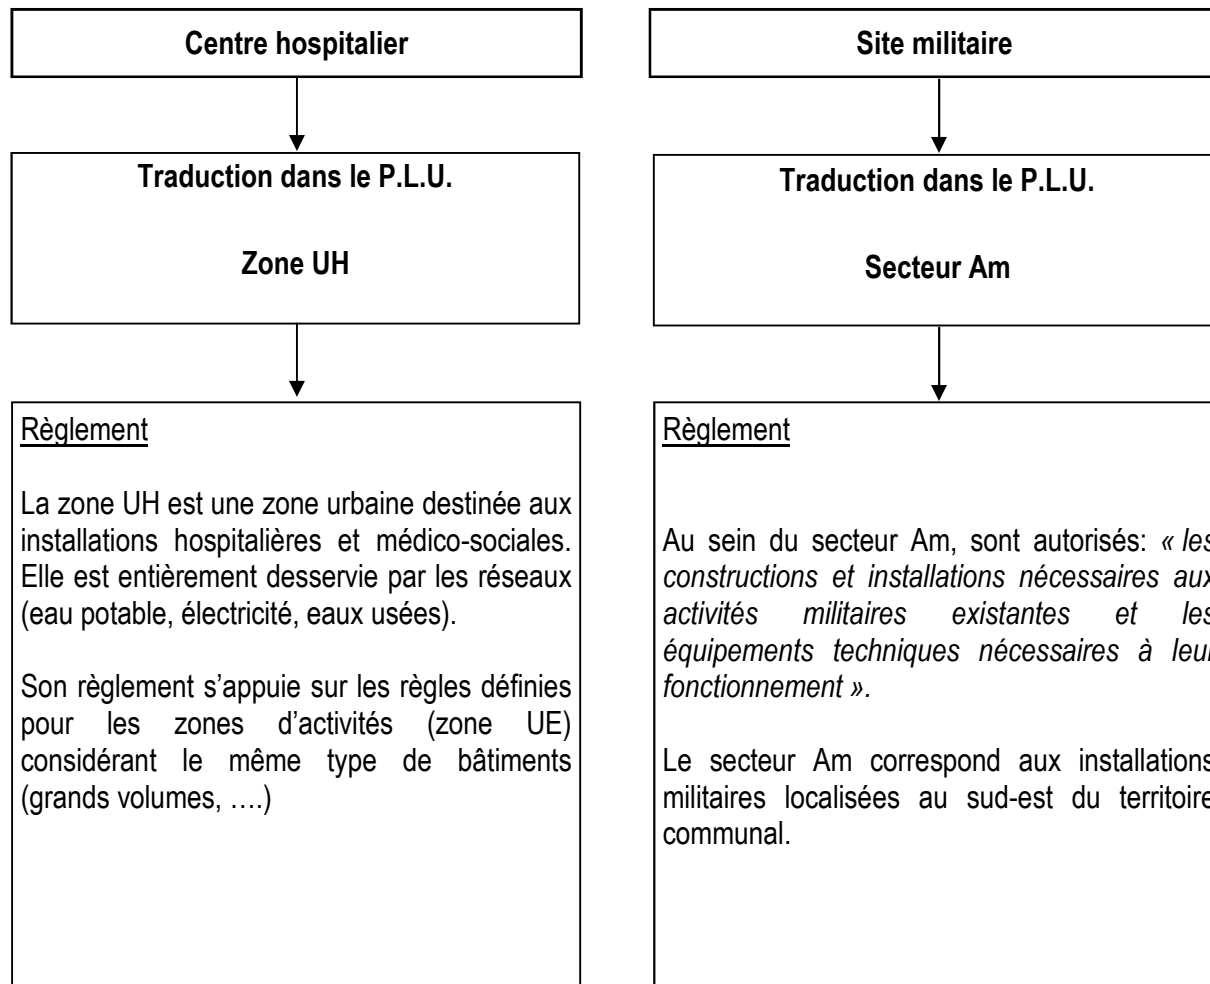 Centre hospitalier
Traduction dans le P.L.U.
Zone UH
Règlement
La zone UH est une zone urbaine destinée aux
installations hospitalières et médico-sociales.
Elle est entièrement desservie par les réseaux
(eau potable, électricité, eaux usées).
Son règlement s’appuie sur les règles définies
pour les zones d’activités (zone UE)
considérant le même type de bâtiments
(grands volumes, ….)
Site militaire
Traduction dans le P.L.U.
Secteur Am
Règlement
Au sein du secteur Am, sont autorisés: « les
constructions et installations nécessaires aux
activités militaires existantes et les
équipements techniques nécessaires à leur
fonctionnement ».
Le secteur Am correspond aux installations
militaires localisées au sud-est du territoire
communal.